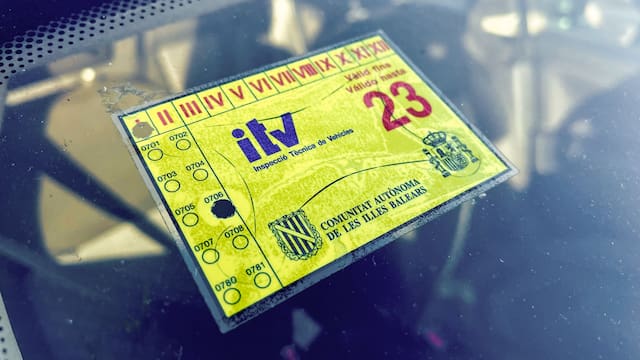 II III IV V VI VII VIII IX X XI XII
Vàlid fins
Válido hasta
23
itv
Inspecció Tècnica de Vehicles
0701 0702
0703 0704
0705 0706
0707 0708
0780 0781
COMUNITAT AUTÒNOMA
DE LES ILLES BALEARS